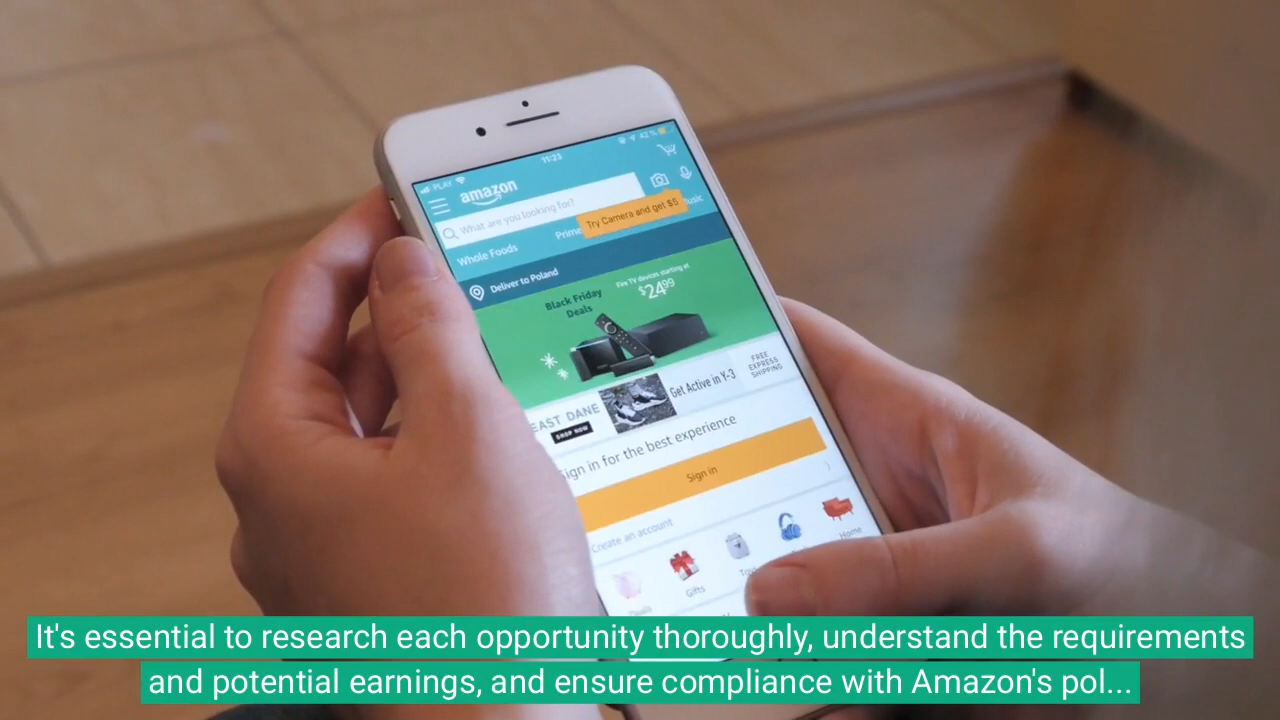 PLAY
11:23
42 %
amazon
What are you looking for?
Try Camera and get $5
Whole Foods
Prime
Deliver to Poland
Black Friday
Deals
Fire TV devices starting at
$2499
EAST DANE
SHOP NOW
Get Active in Y-3
FREE
EXPRESS
SHIPPING
Sign in for the best experience
Sign in
Create an account
Deals
Gifts
Home
It's essential to research each opportunity thoroughly, understand the requirements
and potential earnings, and ensure compliance with Amazon's pol...